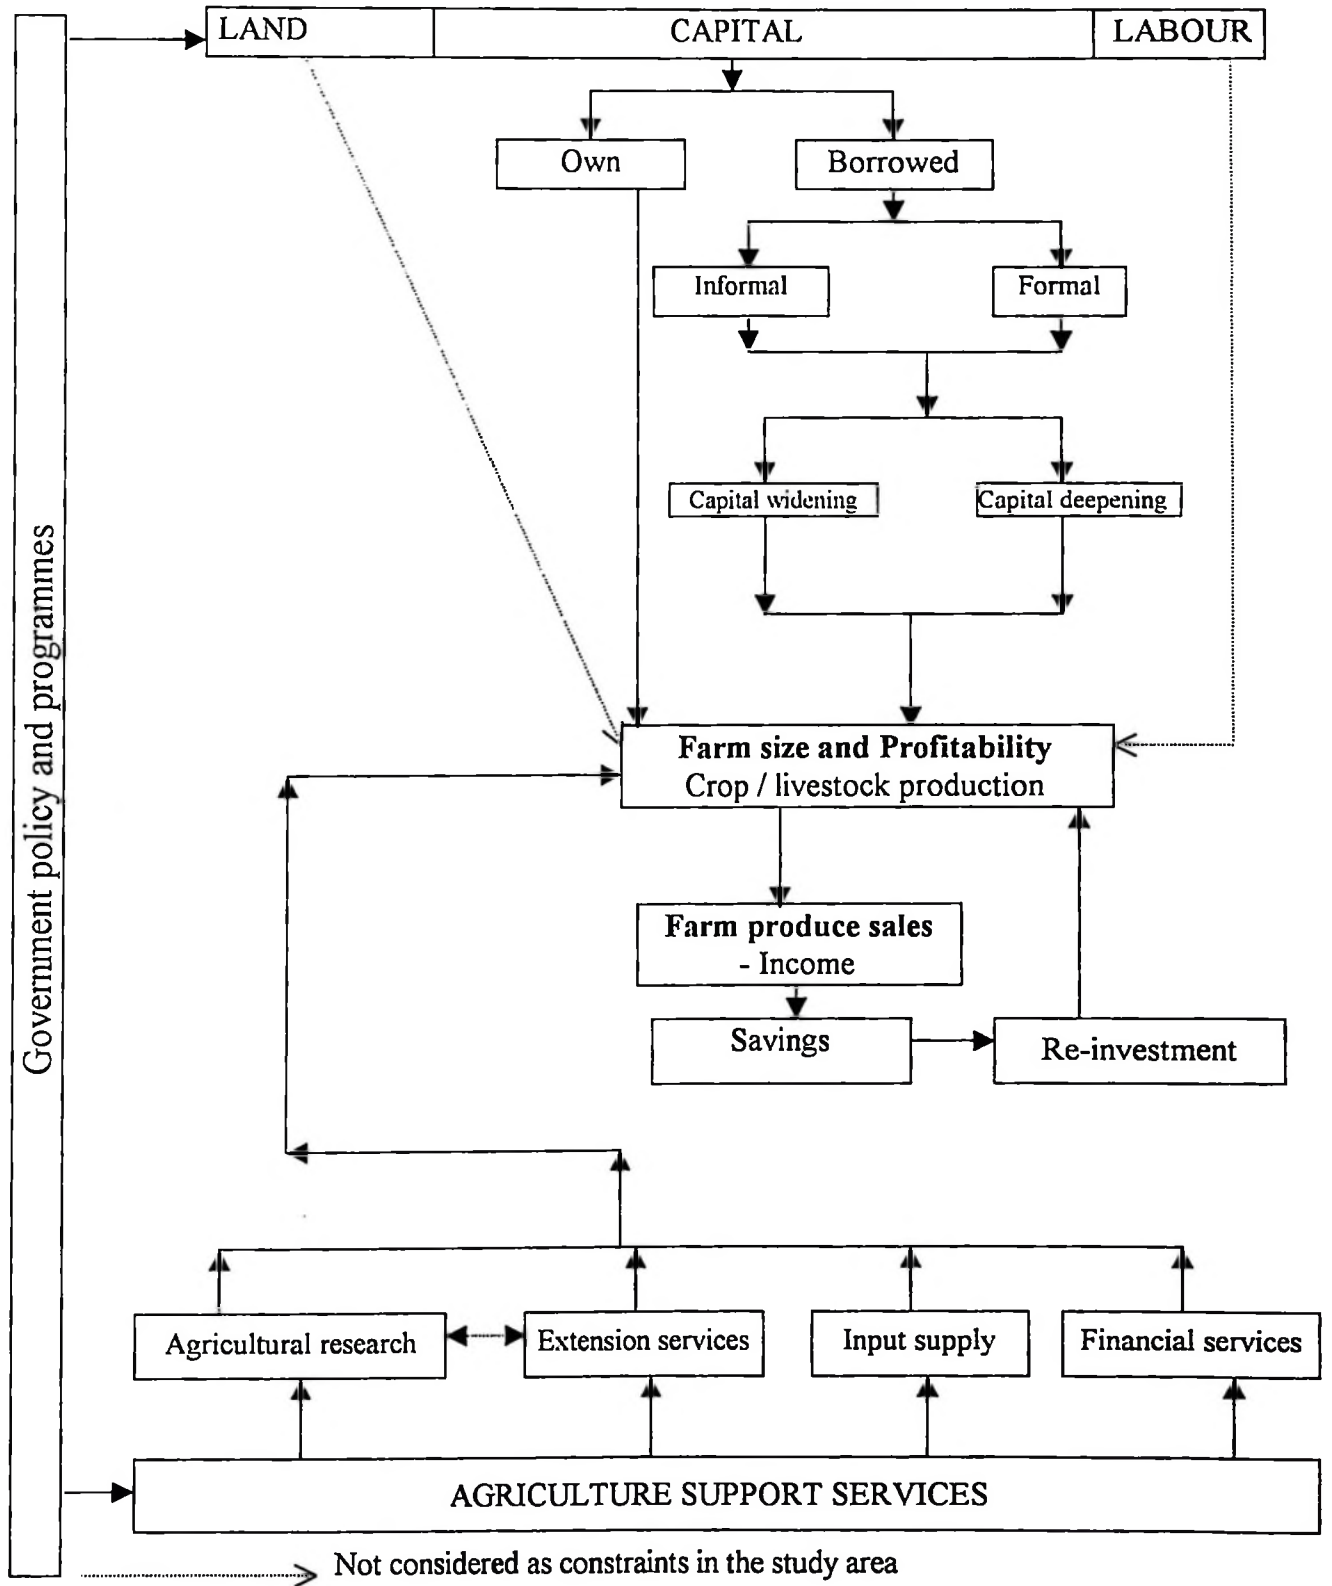 LAND CAPITAL LABOUR
Own Borrowed
Informal Formal
Capital widening Capital deepening
Government policy and programmes
Farm size and Profitability
Crop / livestock production
Farm produce sales
- Income
Savings Re-investment
Agricultural research Extension services Input supply Financial services
AGRICULTURE SUPPORT SERVICES
Not considered as constraints in the study area